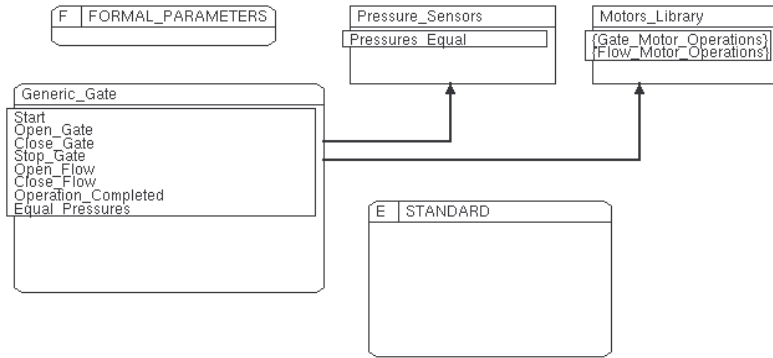 F FORMAL_PARAMETERS
Pressure_Sensors
Pressures_Equal
Motors_Library
{Gate_Motor_Operations}
{Flow_Motor_Operations}
Generic_Gate
Start
Open_Gate
Close_Gate
Stop_Gate
Open_Flow
Close_Flow
Operation_Completed
Equal_Pressures
E STANDARD